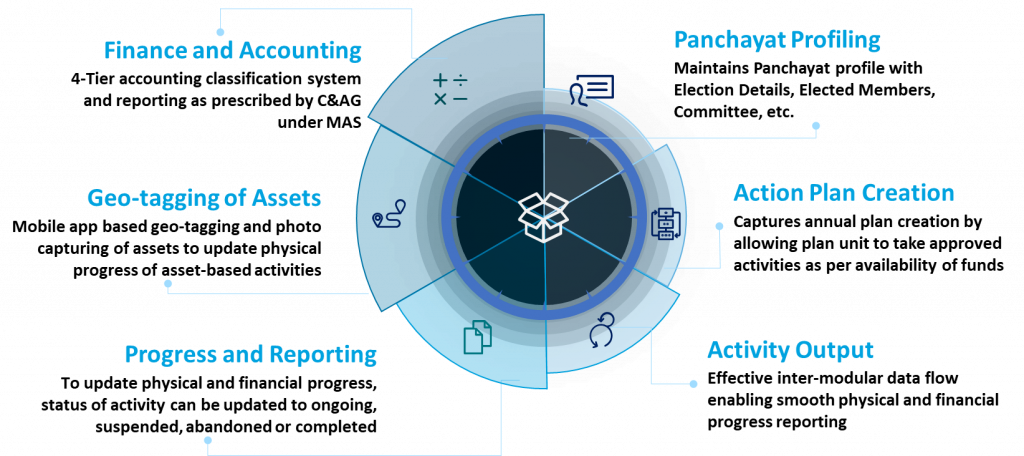 Finance and Accounting
4-Tier accounting classification system
and reporting as prescribed by C&AG
under MAS
Geo-tagging of Assets
Mobile app based geo-tagging and photo
capturing of assets to update physical
progress of asset-based activities
Progress and Reporting
To update physical and financial progress,
status of activity can be updated to ongoing,
suspended, abandoned or completed
Panchayat Profiling
Maintains Panchayat profile with
Election Details, Elected Members,
Committee, etc.
Action Plan Creation
Captures annual plan creation by
allowing plan unit to take approved
activities as per availability of funds
Activity Output
Effective inter-modular data flow
enabling smooth physical and financial
progress reporting